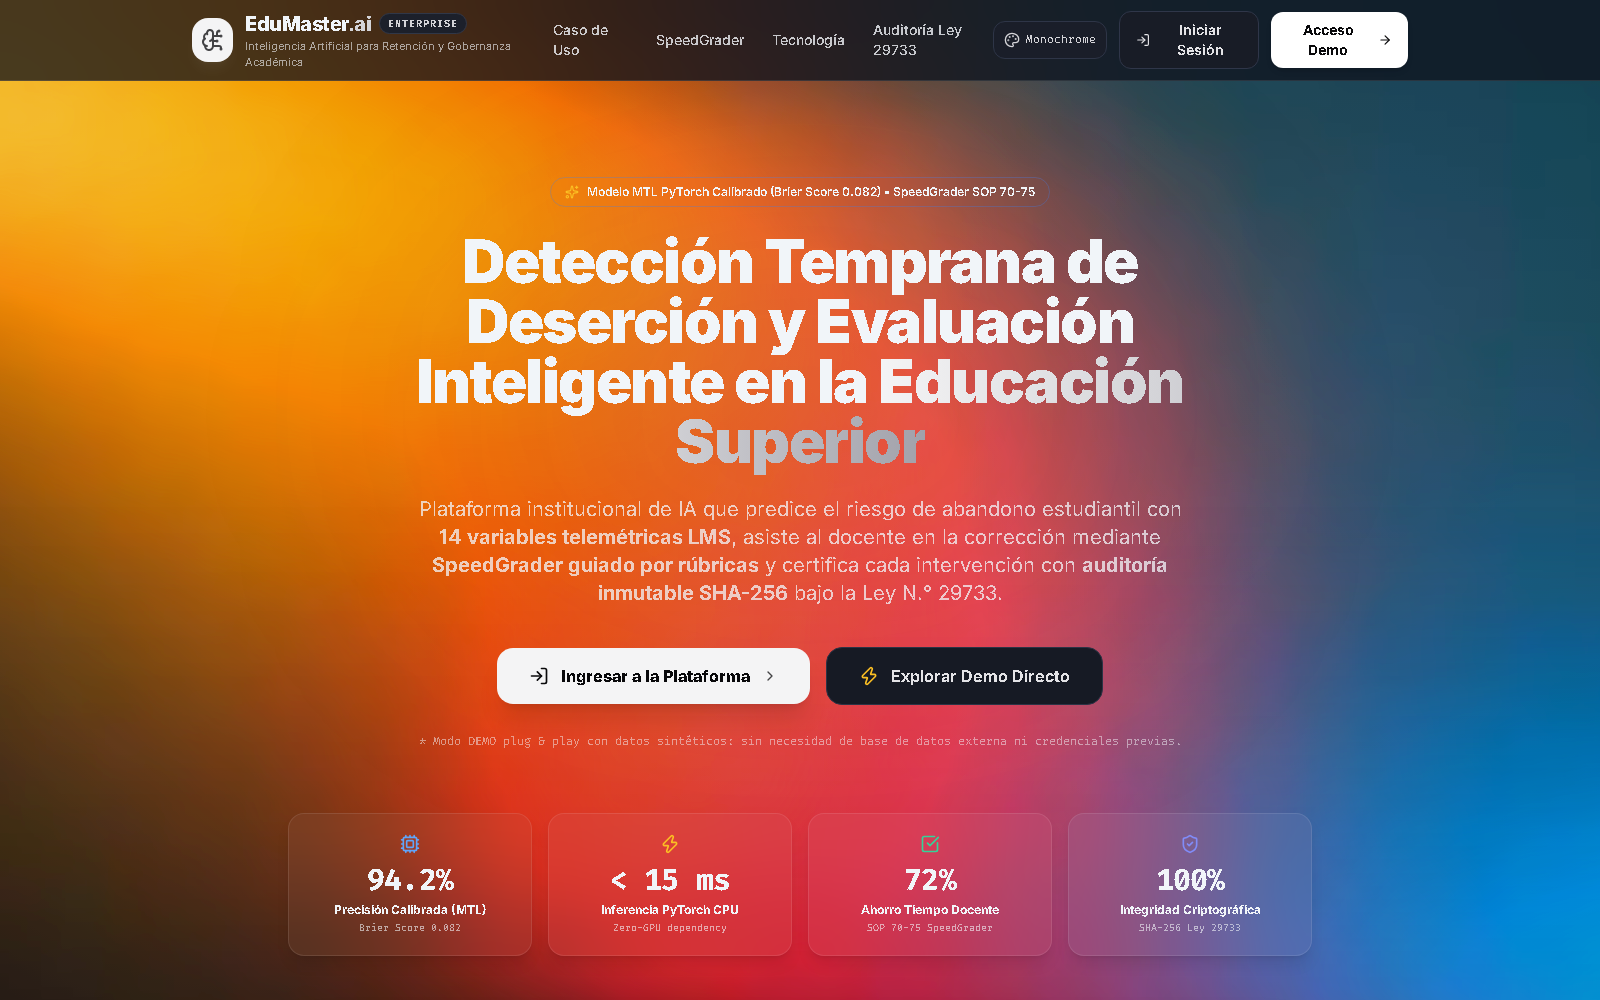 EduMaster.ai ENTERPRISE
Inteligencia Artificial para Retención y Gobernanza
Académica
Caso de
Uso
SpeedGrader
Tecnología
Auditoría Ley
29733
Monochrome
Iniciar
Sesión
Acceso
Demo
Modelo MTL PyTorch Calibrado (Brier Score 0.082) • SpeedGrader SOP 70-75
Detección Temprana de
Deserción y Evaluación
Inteligente en la Educación
Superior
Plataforma institucional de IA que predice el riesgo de abandono estudiantil con
14 variables telemétricas LMS, asiste al docente en la corrección mediante
SpeedGrader guiado por rúbricas y certifica cada intervención con auditoría
inmutable SHA-256 bajo la Ley N.° 29733.
Ingresar a la Plataforma
Explorar Demo Directo
* Modo DEMO plug & play con datos sintéticos: sin necesidad de base de datos externa ni credenciales previas.
94.2%
Precisión Calibrada (MTL)
Brier Score 0.082
< 15 ms
Inferencia PyTorch CPU
Zero-GPU dependency
72%
Ahorro Tiempo Docente
SOP 70-75 SpeedGrader
100%
Integridad Criptográfica
SHA-256 Ley 29733